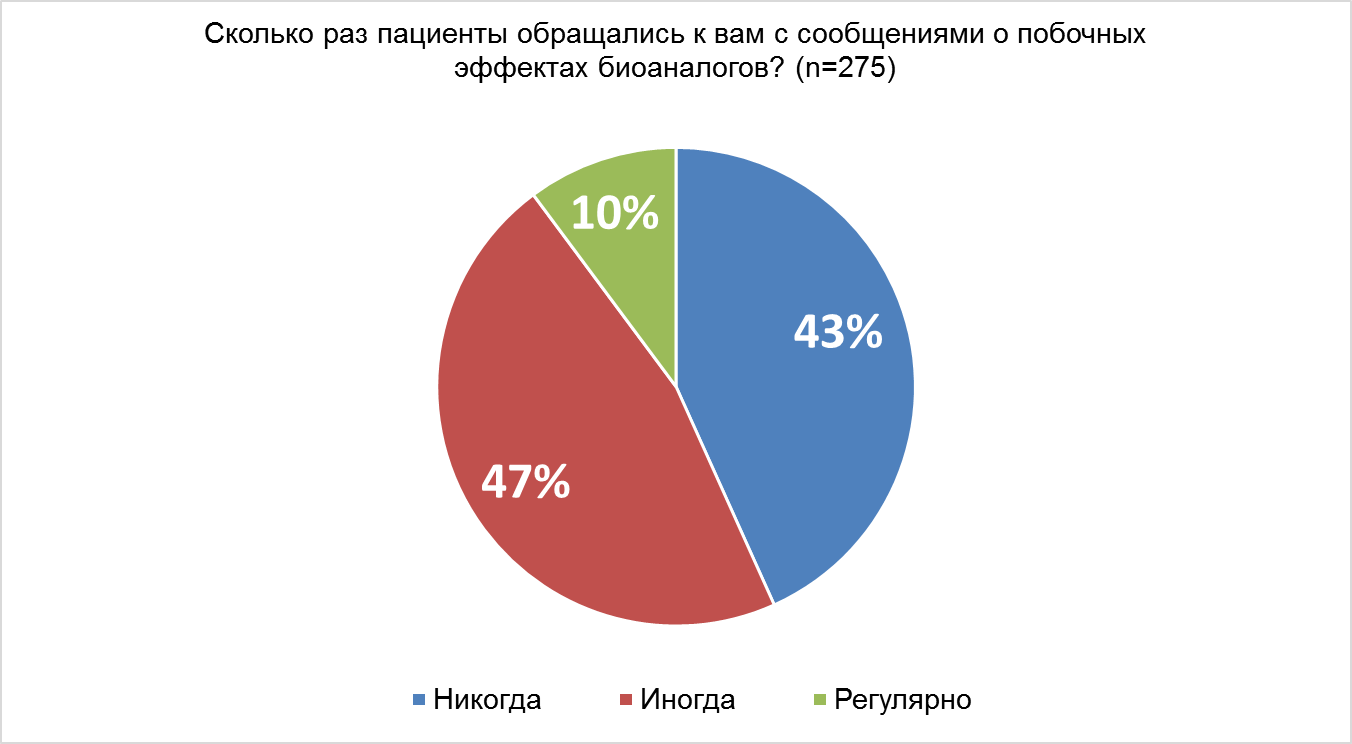 Сколько раз пациенты обращались к вам с сообщениями о побочных
эффектах биоаналогов? (n=275)
10%
43%
47%
Никогда Иногда Регулярно